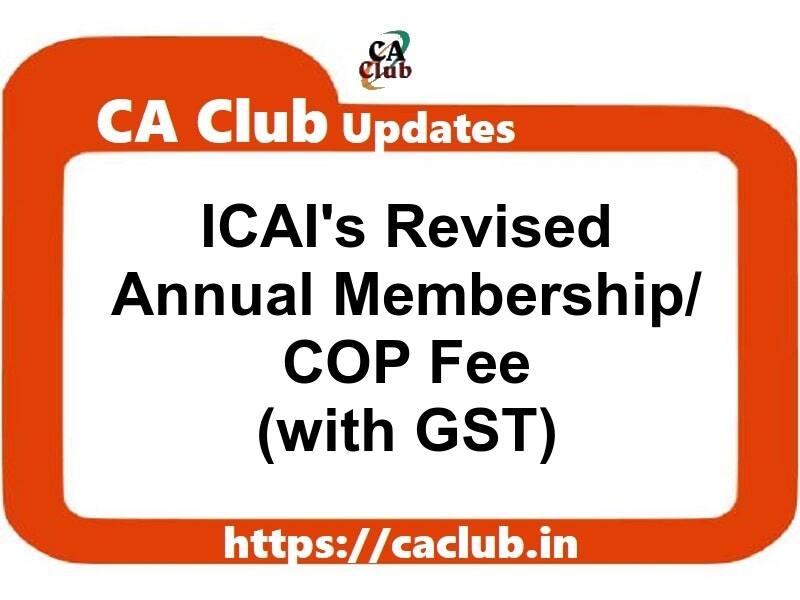 CA
Club
CA Club Updates
ICAI's Revised
Annual Membership/
COP Fee
(with GST)
https://caclub.in